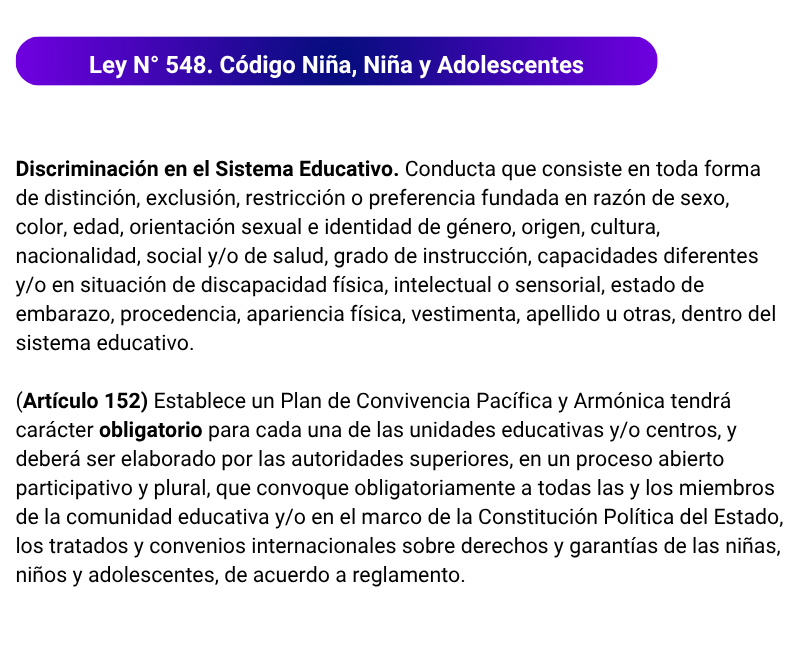 Ley N° 548. Código Niña, Niña y Adolescentes
Discriminación en el Sistema Educativo. Conducta que consiste en toda forma
de distinción, exclusión, restricción o preferencia fundada en razón de sexo,
color, edad, orientación sexual e identidad de género, origen, cultura,
nacionalidad, social y/o de salud, grado de instrucción, capacidades diferentes
y/o en situación de discapacidad física, intelectual o sensorial, estado de
embarazo, procedencia, apariencia física, vestimenta, apellido u otras, dentro del
sistema educativo.
(Artículo 152) Establece un Plan de Convivencia Pacífica y Armónica tendrá
carácter obligatorio para cada una de las unidades educativas y/o centros, y
deberá ser elaborado por las autoridades superiores, en un proceso abierto
participativo y plural, que convoque obligatoriamente a todas las y los miembros
de la comunidad educativa y/o en el marco de la Constitución Política del Estado,
los tratados y convenios internacionales sobre derechos y garantías de las niñas,
niños y adolescentes, de acuerdo a reglamento.